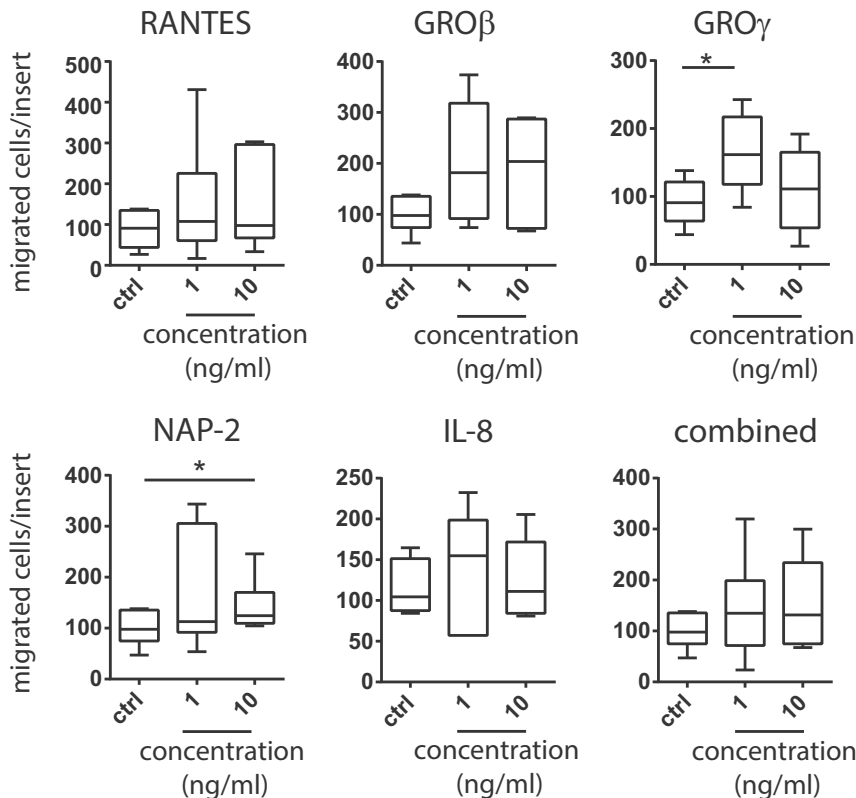 RANTES
migrated cells/insert
500
400
300
200
100
0
ctrl
1
10
concentration
(ng/ml)
GROβ
400
300
200
100
0
ctrl
1
10
concentration
(ng/ml)
GROγ
300
200
100
0
*
ctrl
1
10
concentration
(ng/ml)
NAP-2
migrated cells/insert
400
300
200
100
0
*
ctrl
1
10
concentration
(ng/ml)
IL-8
250
200
150
100
50
0
ctrl
1
10
concentration
(ng/ml)
combined
400
300
200
100
0
ctrl
1
10
concentration
(ng/ml)